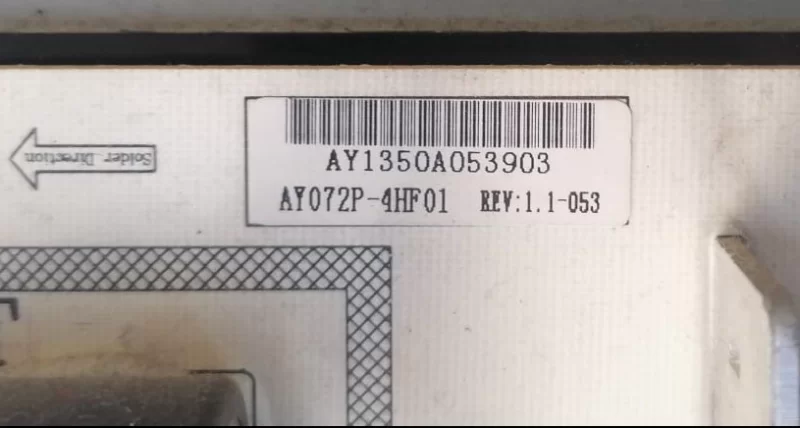 AY1350A053903
AY072P-4HF01 REV:1.1-053
Solder Direction